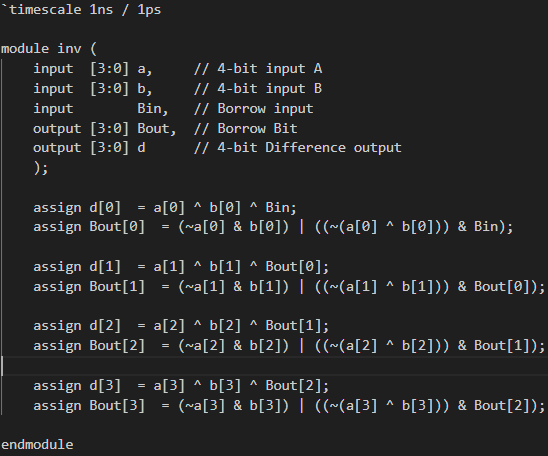 `timescale 1ns / 1ps
module inv (
input  [3:0] a,     // 4-bit input A
input  [3:0] b,     // 4-bit input B
input        Bin,   // Borrow input
output [3:0] Bout,  // Borrow Bit
output [3:0] d      // 4-bit Difference output
);
assign d[0]  = a[0] ^ b[0] ^ Bin;
assign Bout[0]  = (~a[0] & b[0]) | ((~(a[0] ^ b[0])) & Bin);
assign d[1]  = a[1] ^ b[1] ^ Bout[0];
assign Bout[1]  = (~a[1] & b[1]) | ((~(a[1] ^ b[1])) & Bout[0]);
assign d[2]  = a[2] ^ b[2] ^ Bout[1];
assign Bout[2]  = (~a[2] & b[2]) | ((~(a[2] ^ b[2])) & Bout[1]);
assign d[3]  = a[3] ^ b[3] ^ Bout[2];
assign Bout[3]  = (~a[3] & b[3]) | ((~(a[3] ^ b[3])) & Bout[2]);
endmodule